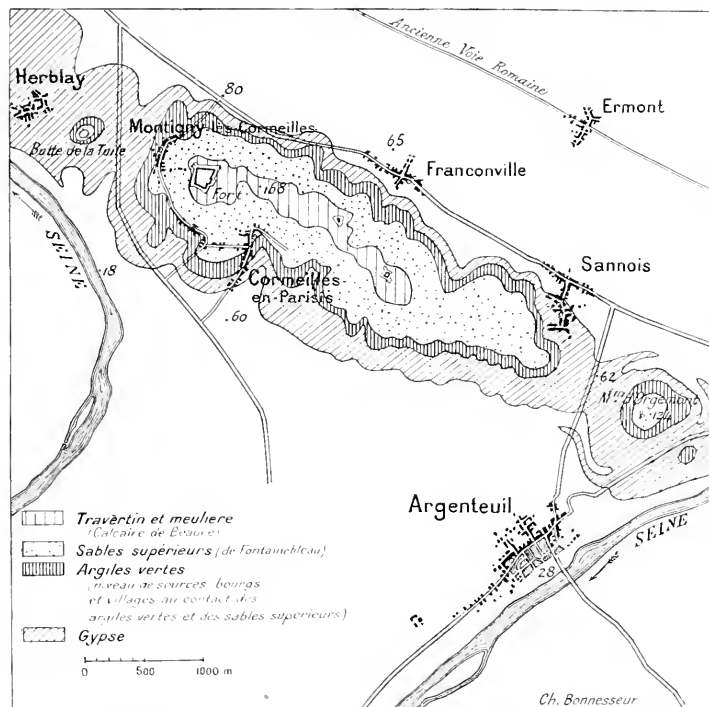 Ancienne Voie Romaine
Herblay
80
Ermont
Montigny-les Cormeilles
65
Butte de la Tuile
Franconville
Fort
168
SEINE
18
Sannois
Cormeilles
en-Parisis
60
62
Mᵗⁱⁿ d'Orgemont
124
Argenteuil
SEINE
28
Travertin et meuliere
(Calcaire de Beauce)
Sables supérieurs (de Fontainebleau)
Argiles vertes
(niveau de sources bourgs
et villages au contact des
argiles vertes et des sables supérieurs)
Gypse
0 500 1000 m
Ch. Bonnesseur